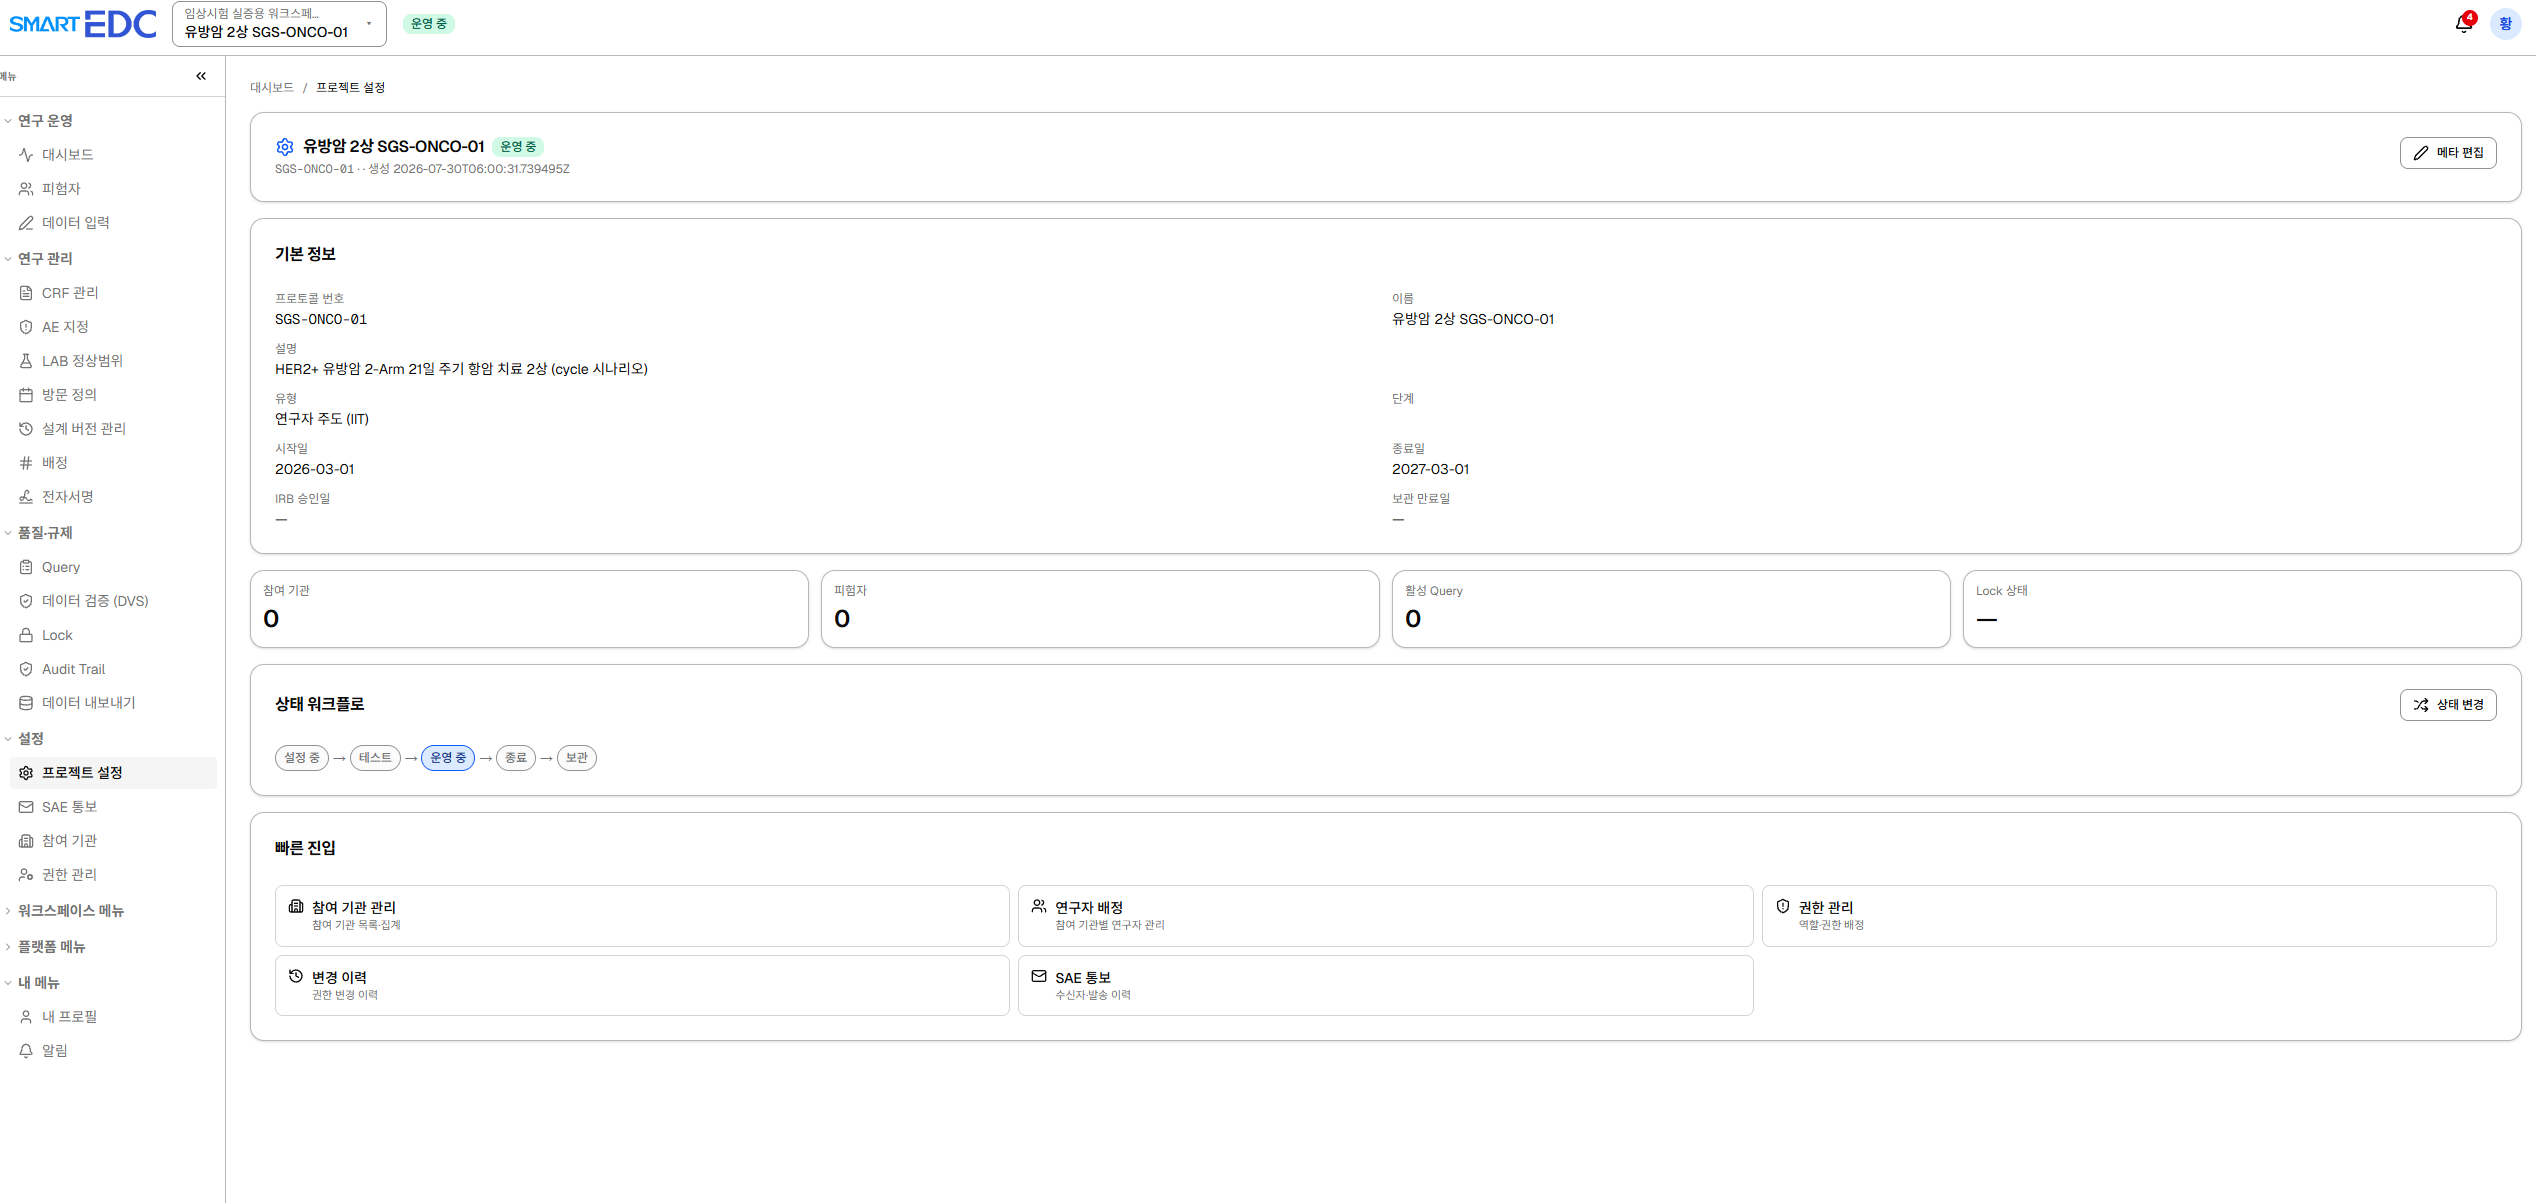 SMART EDC
임상시험 실증용 워크스페...
유방암 2상 SGS-ONCO-01
운영 중
4
황
메뉴
대시보드 / 프로젝트 설정
연구 운영
대시보드
피험자
데이터 입력
연구 관리
CRF 관리
AE 지정
LAB 정상범위
방문 정의
설계 버전 관리
배정
전자서명
품질·규제
Query
데이터 검증 (DVS)
Lock
Audit Trail
데이터 내보내기
설정
프로젝트 설정
SAE 통보
참여 기관
권한 관리
워크스페이스 메뉴
플랫폼 메뉴
내 메뉴
내 프로필
알림
유방암 2상 SGS-ONCO-01 운영 중
SGS-ONCO-01 · · 생성 2026-07-30T06:00:31.739495Z
메타 편집
기본 정보
프로토콜 번호
SGS-ONCO-01
이름
유방암 2상 SGS-ONCO-01
설명
HER2+ 유방암 2-Arm 21일 주기 항암 치료 2상 (cycle 시나리오)
유형
연구자 주도 (IIT)
단계
시작일
2026-03-01
종료일
2027-03-01
IRB 승인일
—
보관 만료일
—
참여 기관
0
피험자
0
활성 Query
0
Lock 상태
—
상태 워크플로
상태 변경
설정 중 → 테스트 → 운영 중 → 종료 → 보관
빠른 진입
참여 기관 관리
참여 기관 목록·집계
연구자 배정
참여 기관별 연구자 관리
권한 관리
역할·권한 배정
변경 이력
권한 변경 이력
SAE 통보
수신자·발송 이력